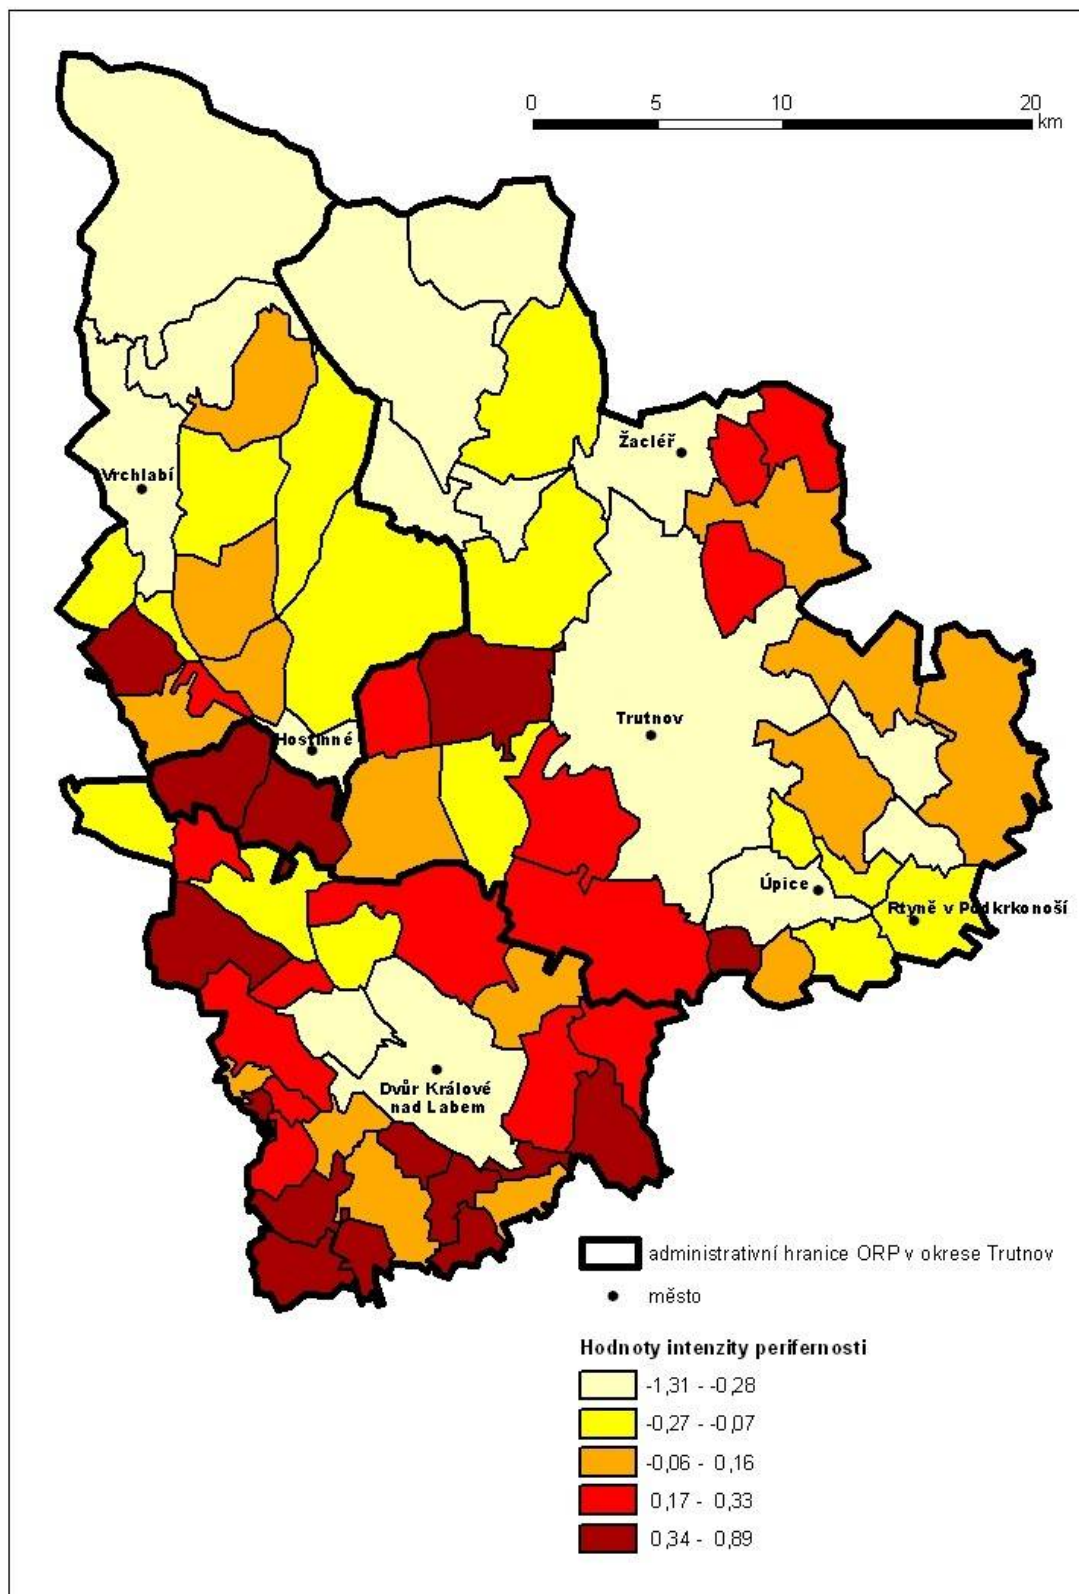 0 5 10 20
km
Žacléř
Vrchlabí
Trutnov
Hostinné
Úpice
Rtyně v Podkrkonoší
Dvůr Králové
nad Labem
administrativní hranice ORP v okrese Trutnov
město
Hodnoty intenzity perifernosti
-1,31 - -0,28
-0,27 - -0,07
-0,06 - 0,16
0,17 - 0,33
0,34 - 0,89